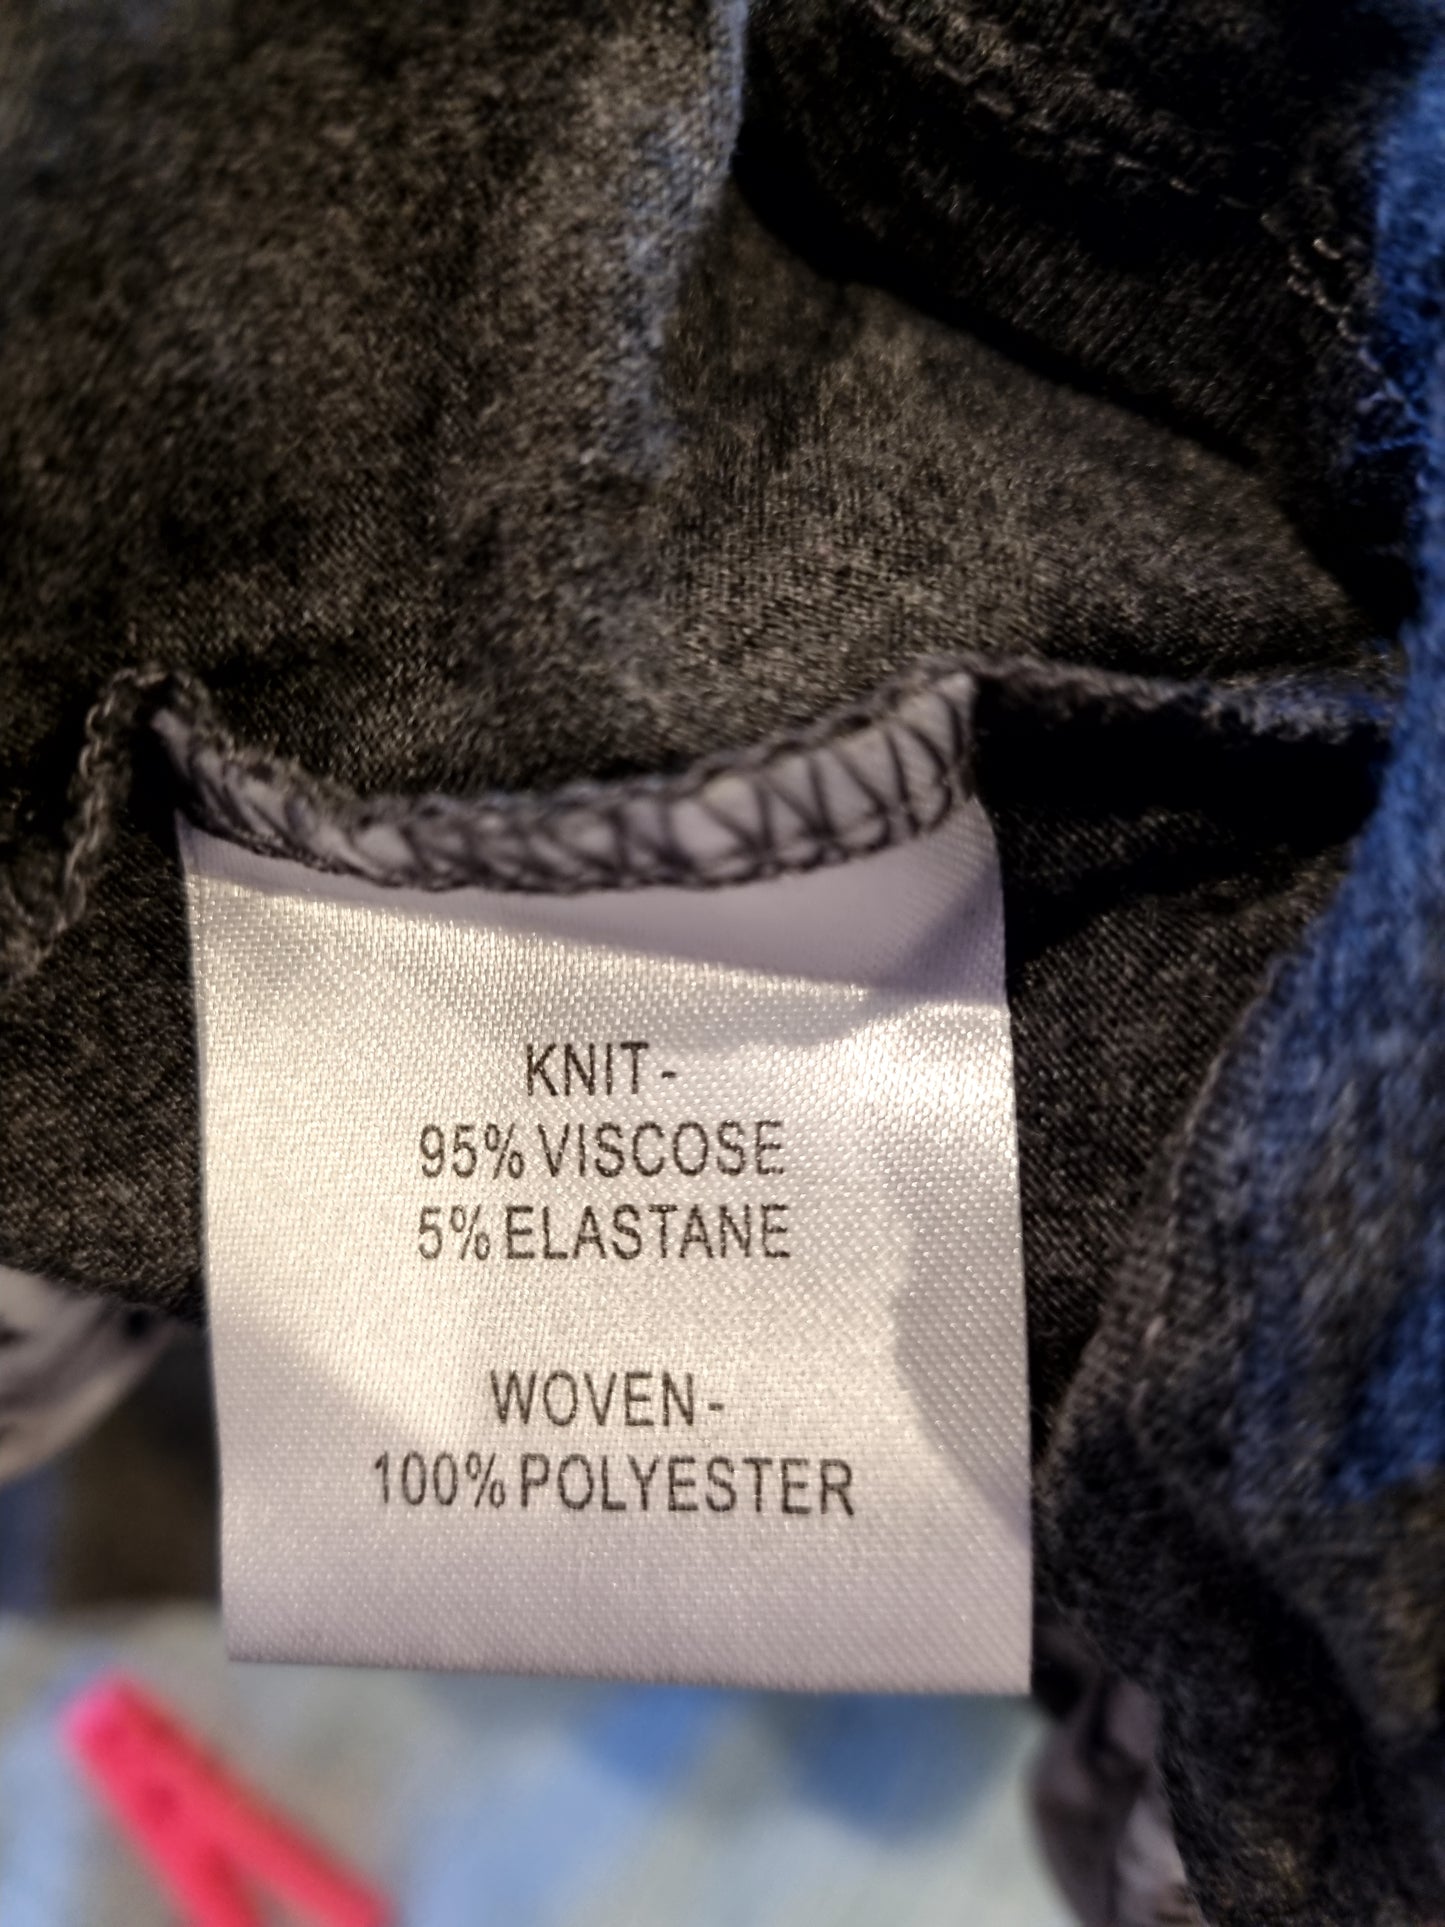 KNIT-
95% VISCOSE
5% ELASTANE
WOVEN-
100% POLYESTER